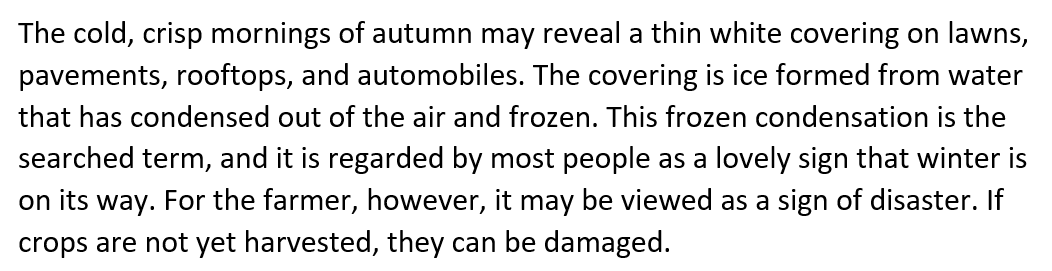 The cold, crisp mornings of autumn may reveal a thin white covering on lawns,
pavements, rooftops, and automobiles. The covering is ice formed from water
that has condensed out of the air and frozen. This frozen condensation is the
searched term, and it is regarded by most people as a lovely sign that winter is
on its way. For the farmer, however, it may be viewed as a sign of disaster. If
crops are not yet harvested, they can be damaged.